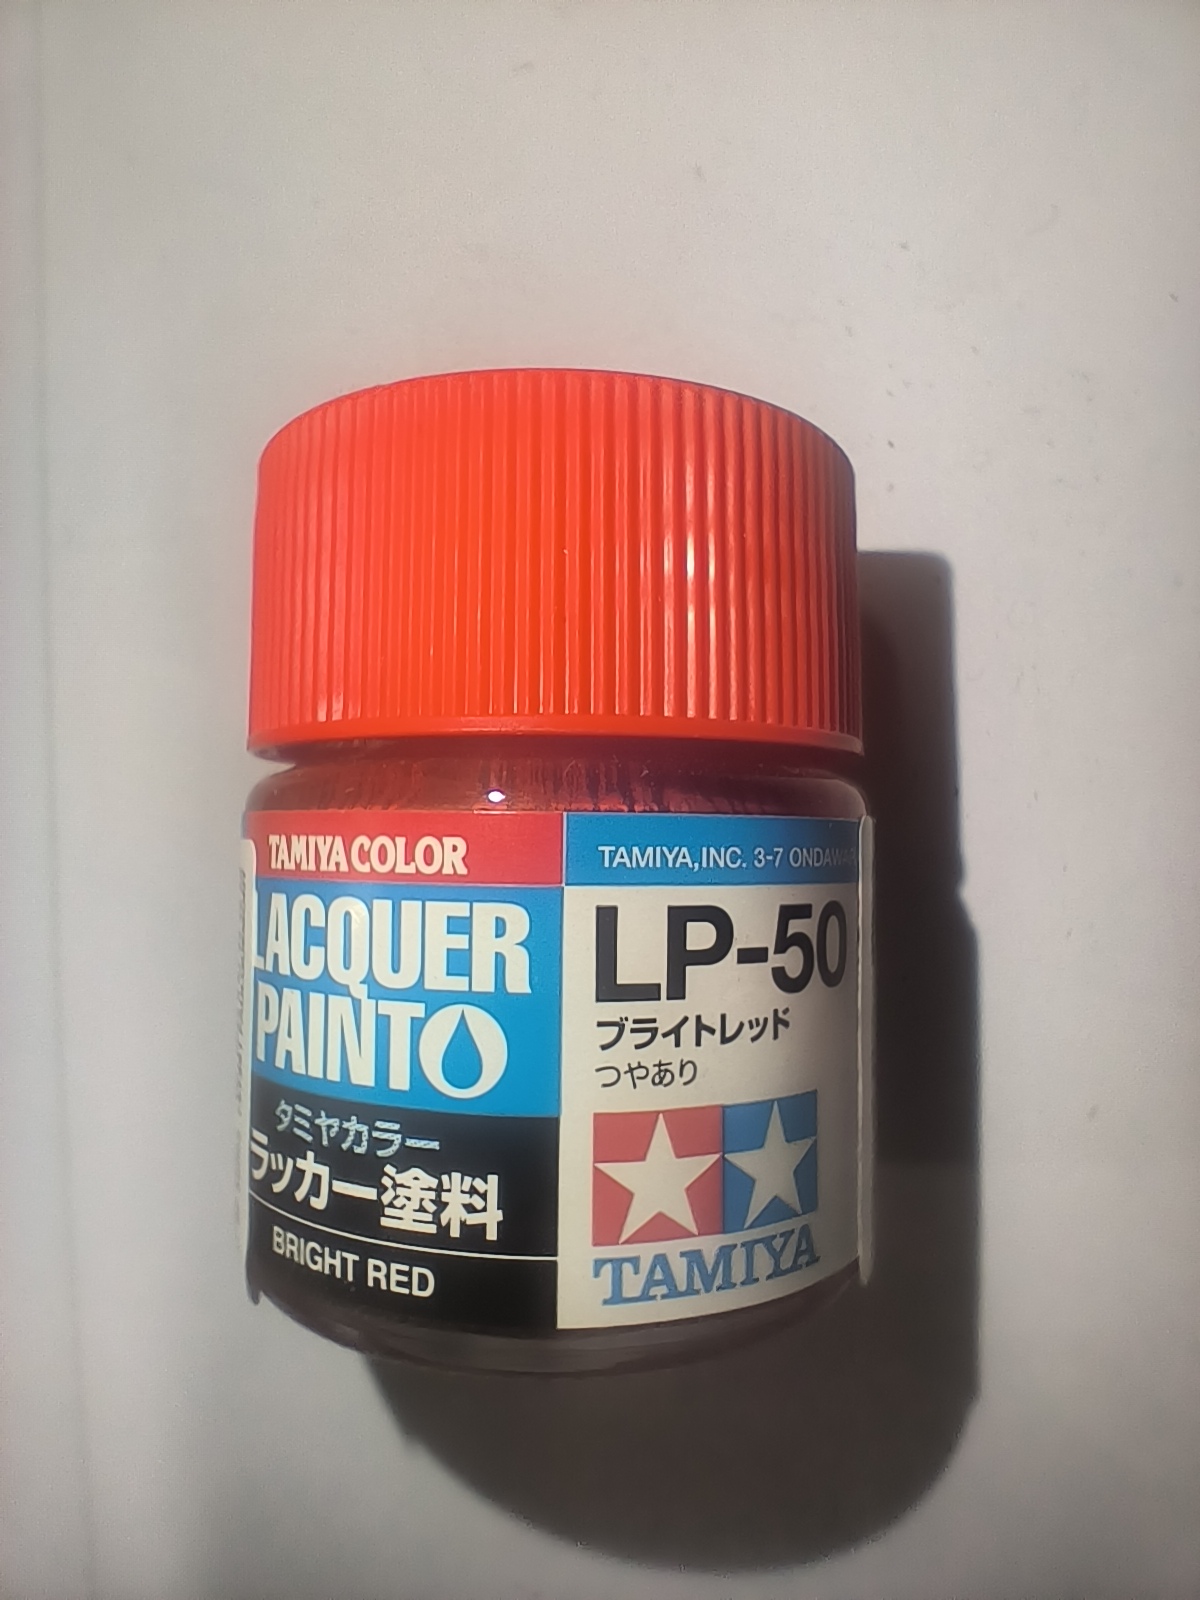 TAMIYA COLOR
LACQUER
PAINT
タミヤカラー
ラッカー塗料
BRIGHT RED
TAMIYA,INC. 3-7
LP-50
ブライトレッド
つやあり
TAMIYA